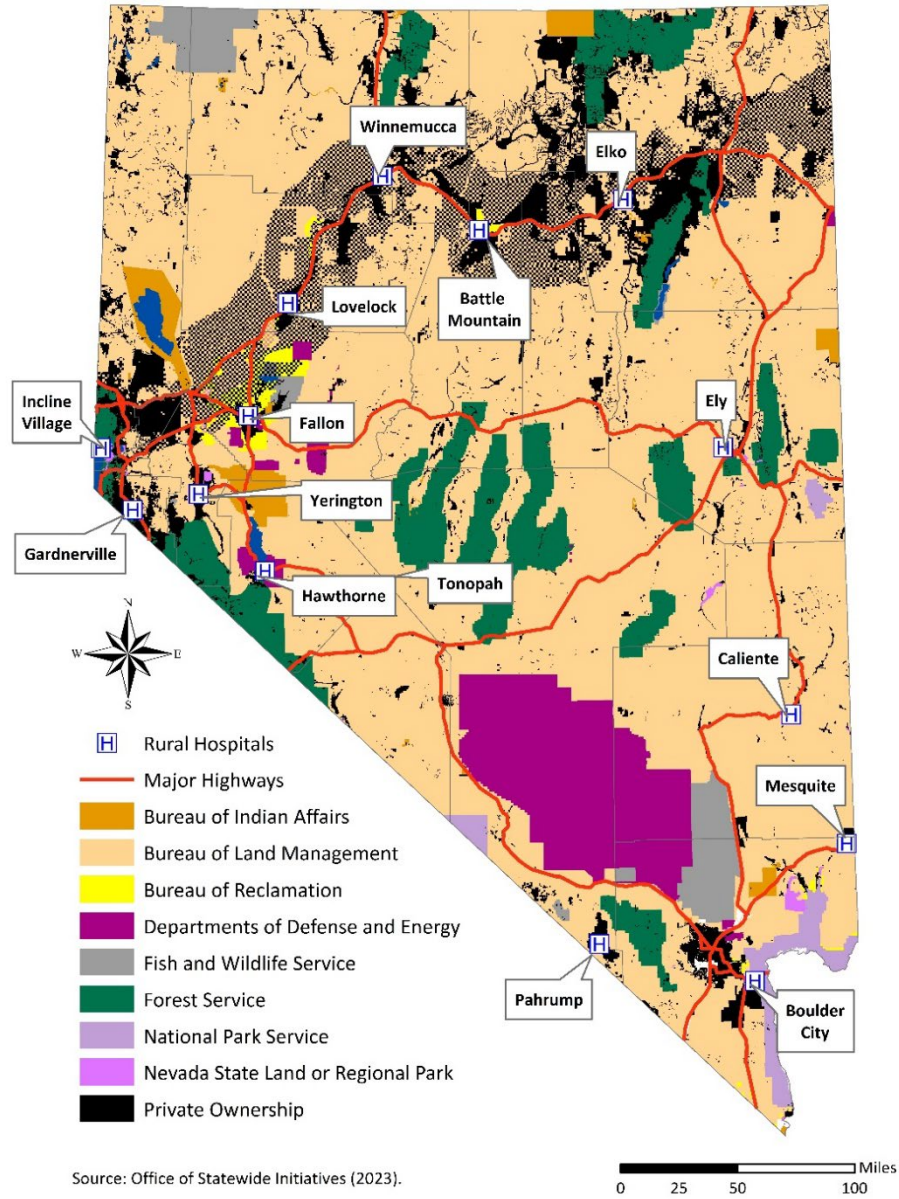 Winnemucca
Elko
Lovelock
Battle
Mountain
Incline
Village
Fallon
Ely
Yerington
Gardnerville
Hawthorne
Tonopah
N
W
E
S
Caliente
Mesquite
Pahrump
Boulder
City
H
H
H
H
H
H
H
H
H
H
H
H
H
H
H Rural Hospitals
Major Highways
Bureau of Indian Affairs
Bureau of Land Management
Bureau of Reclamation
Departments of Defense and Energy
Fish and Wildlife Service
Forest Service
National Park Service
Nevada State Land or Regional Park
Private Ownership
Source: Office of Statewide Initiatives (2023).
Miles
0 25 50 100